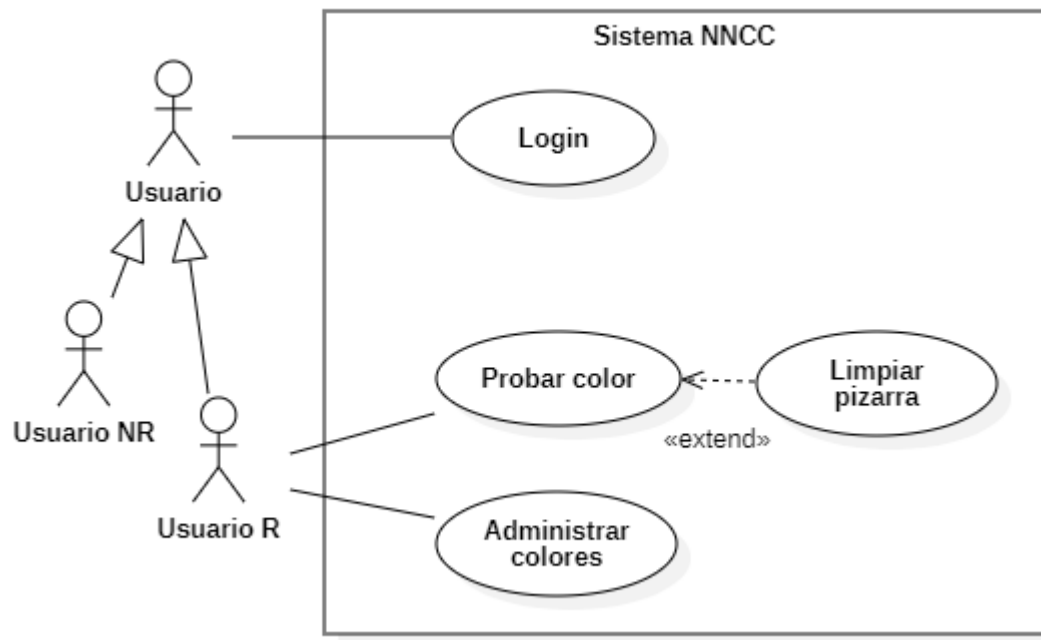 Sistema NNCC
Login
Usuario
Probar color
Limpiar
pizarra
«extend»
Usuario NR
Usuario R
Administrar
colores